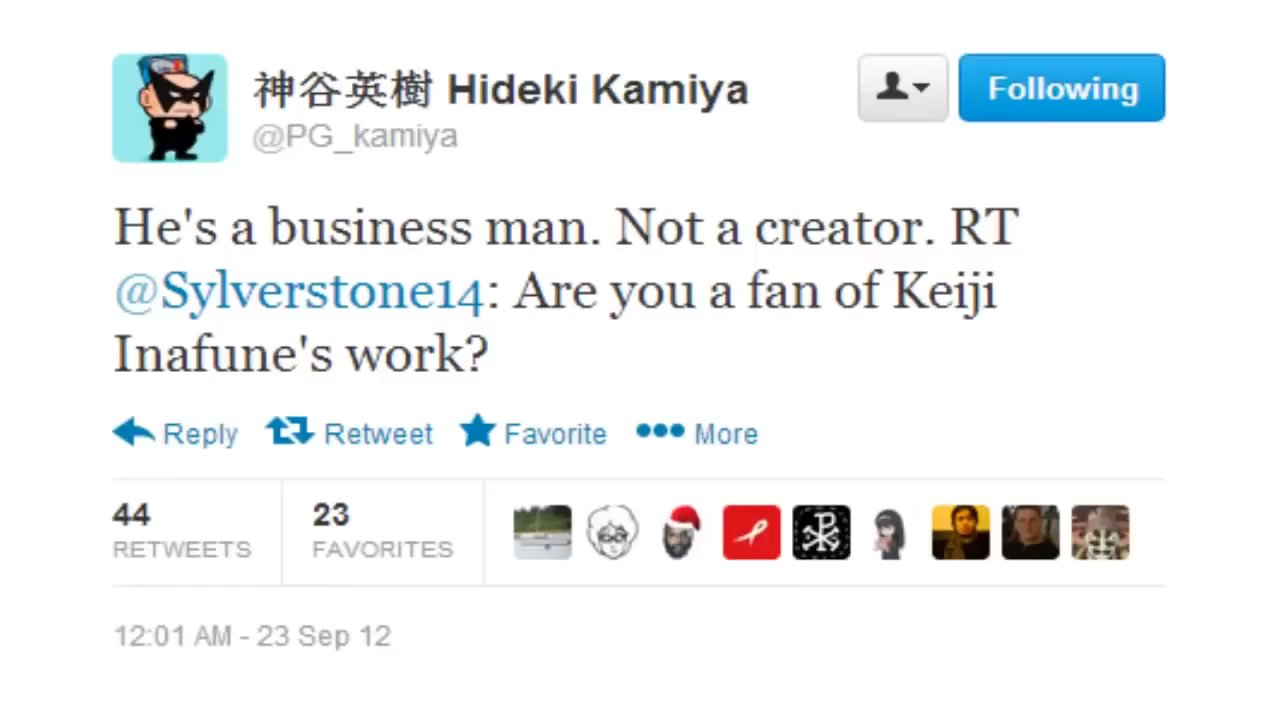 神谷英樹 Hideki Kamiya
Following
@PG_kamiya
He's a business man. Not a creator. RT
@Sylverstone14: Are you a fan of Keiji
Inafune's work?
Reply Retweet Favorite More
44 23
RETWEETS FAVORITES
12:01 AM - 23 Sep 12